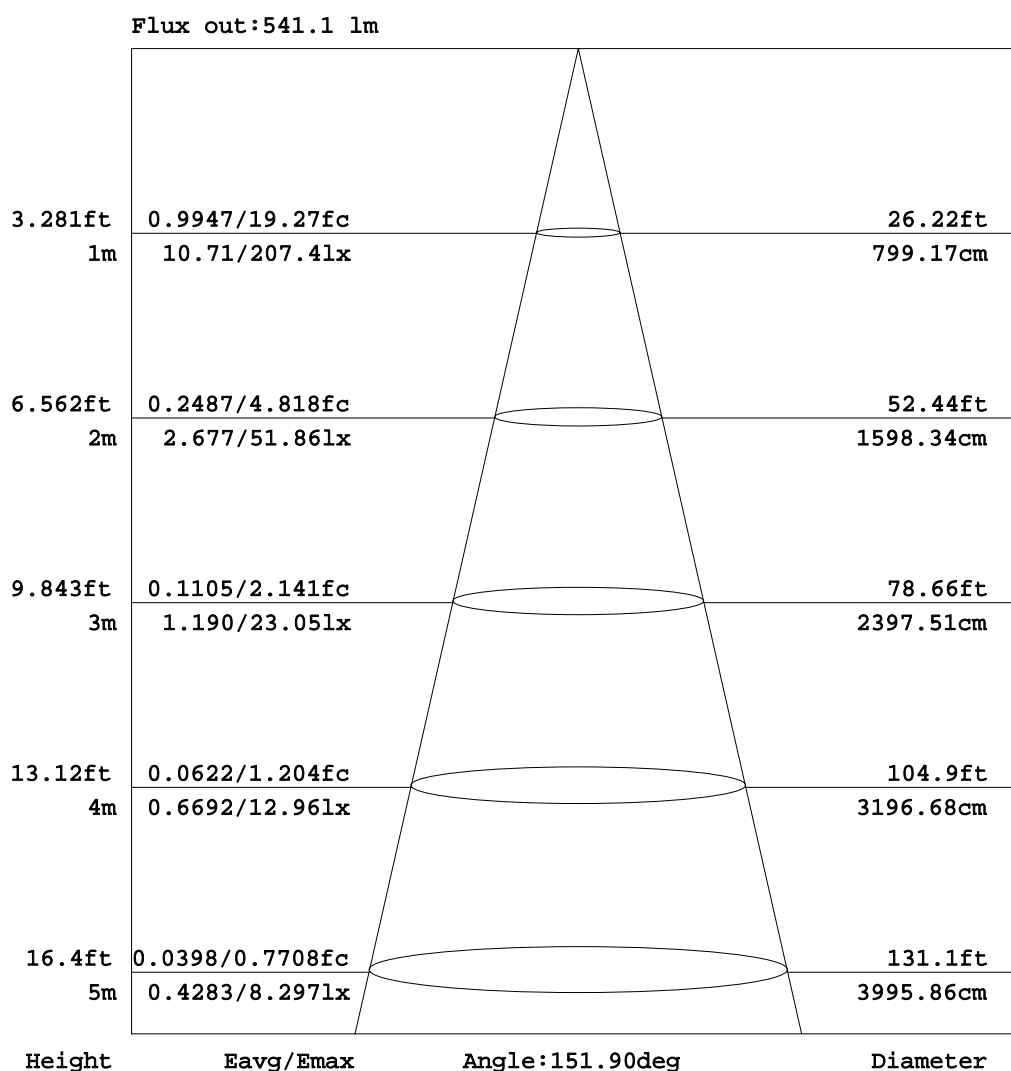 Flux out:541.1 lm
3.281ft 0.9947/19.27fc 26.22ft
1m 10.71/207.4lx 799.17cm
6.562ft 0.2487/4.818fc 52.44ft
2m 2.677/51.86lx 1598.34cm
9.843ft 0.1105/2.141fc 78.66ft
3m 1.190/23.05lx 2397.51cm
13.12ft 0.0622/1.204fc 104.9ft
4m 0.6692/12.96lx 3196.68cm
16.4ft 0.0398/0.7708fc 131.1ft
5m 0.4283/8.297lx 3995.86cm
Height Eavg/Emax Angle:151.90deg Diameter